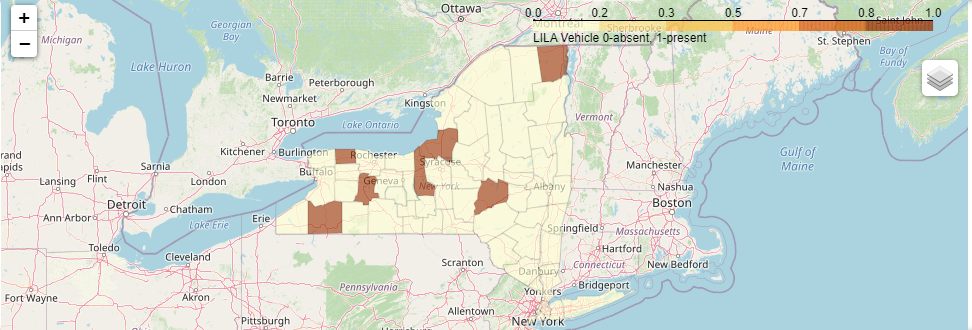 +
−
0.0 0.2 0.3 0.5 0.7 0.8 1.0
LILA Vehicle 0-absent, 1-present
Ottawa
Montréal
Sherbrooke
Saint John
Maine
St. Stephen
Bay of
Fundy
Michigan
Georgian
Bay
Lake Huron
Barrie
Peterborough
Newmarket
Kingston
Toronto
Lake Ontario
Vermont
Kitchener
Burlington
Rochester
Syracuse
Gulf of
Maine
Sarnia
London
Buffalo
Geneva
New York
Albany
Manchester
Nashua
Lansing
Flint
Boston
Ann Arbor
Detroit
Chatham
Lake Erie
Erie
Springfield
Massachusetts
Toledo
Cleveland
Hartford
Connecticut
New Bedford
Scranton
Danbury
Bridgeport
Fort Wayne
Akron
Pennsylvania
Yonkers
Allentown
New York
Pittsburgh